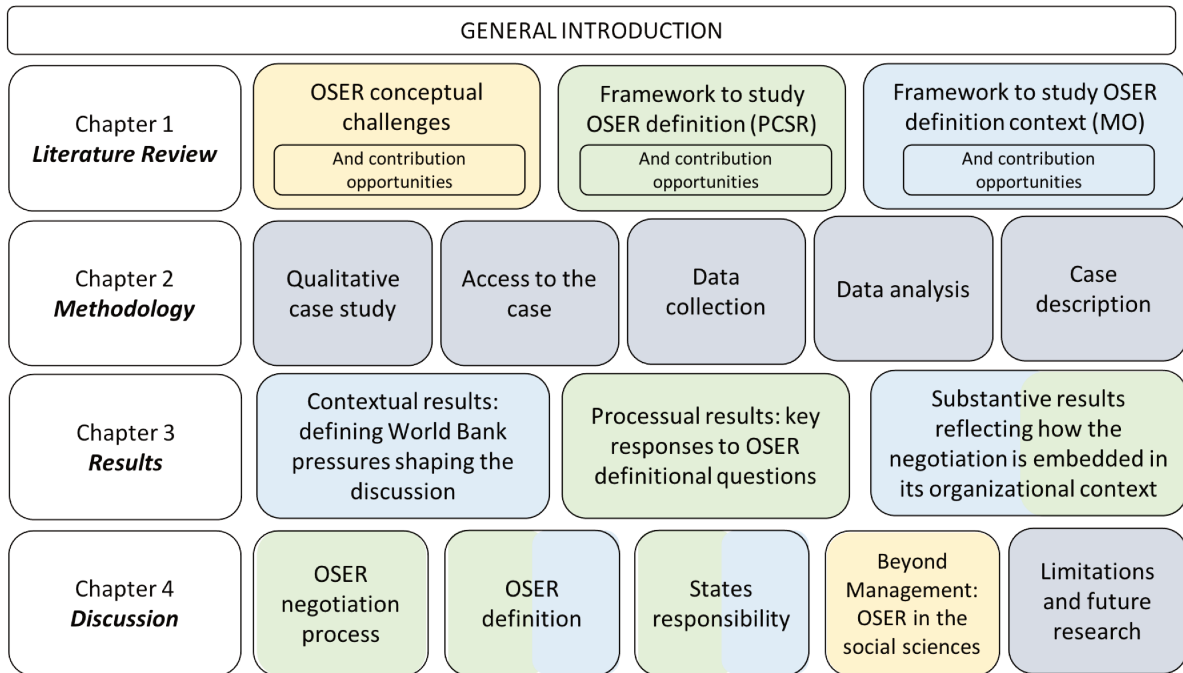 GENERAL INTRODUCTION
Chapter 1
Literature Review
OSER conceptual
challenges
And contribution
opportunities
Framework to study
OSER definition (PCSR)
And contribution
opportunities
Framework to study OSER
definition context (MO)
And contribution
opportunities
Chapter 2
Methodology
Qualitative
case study
Access to the
case
Data
collection
Data analysis
Case
description
Chapter 3
Results
Contextual results:
defining World Bank
pressures shaping the
discussion
Processual results: key
responses to OSER
definitional questions
Substantive results
reflecting how the
negotiation is embedded in
its organizational context
Chapter 4
Discussion
OSER
negotiation
process
OSER
definition
States
responsibility
Beyond
Management:
OSER in the
social sciences
Limitations
and future
research